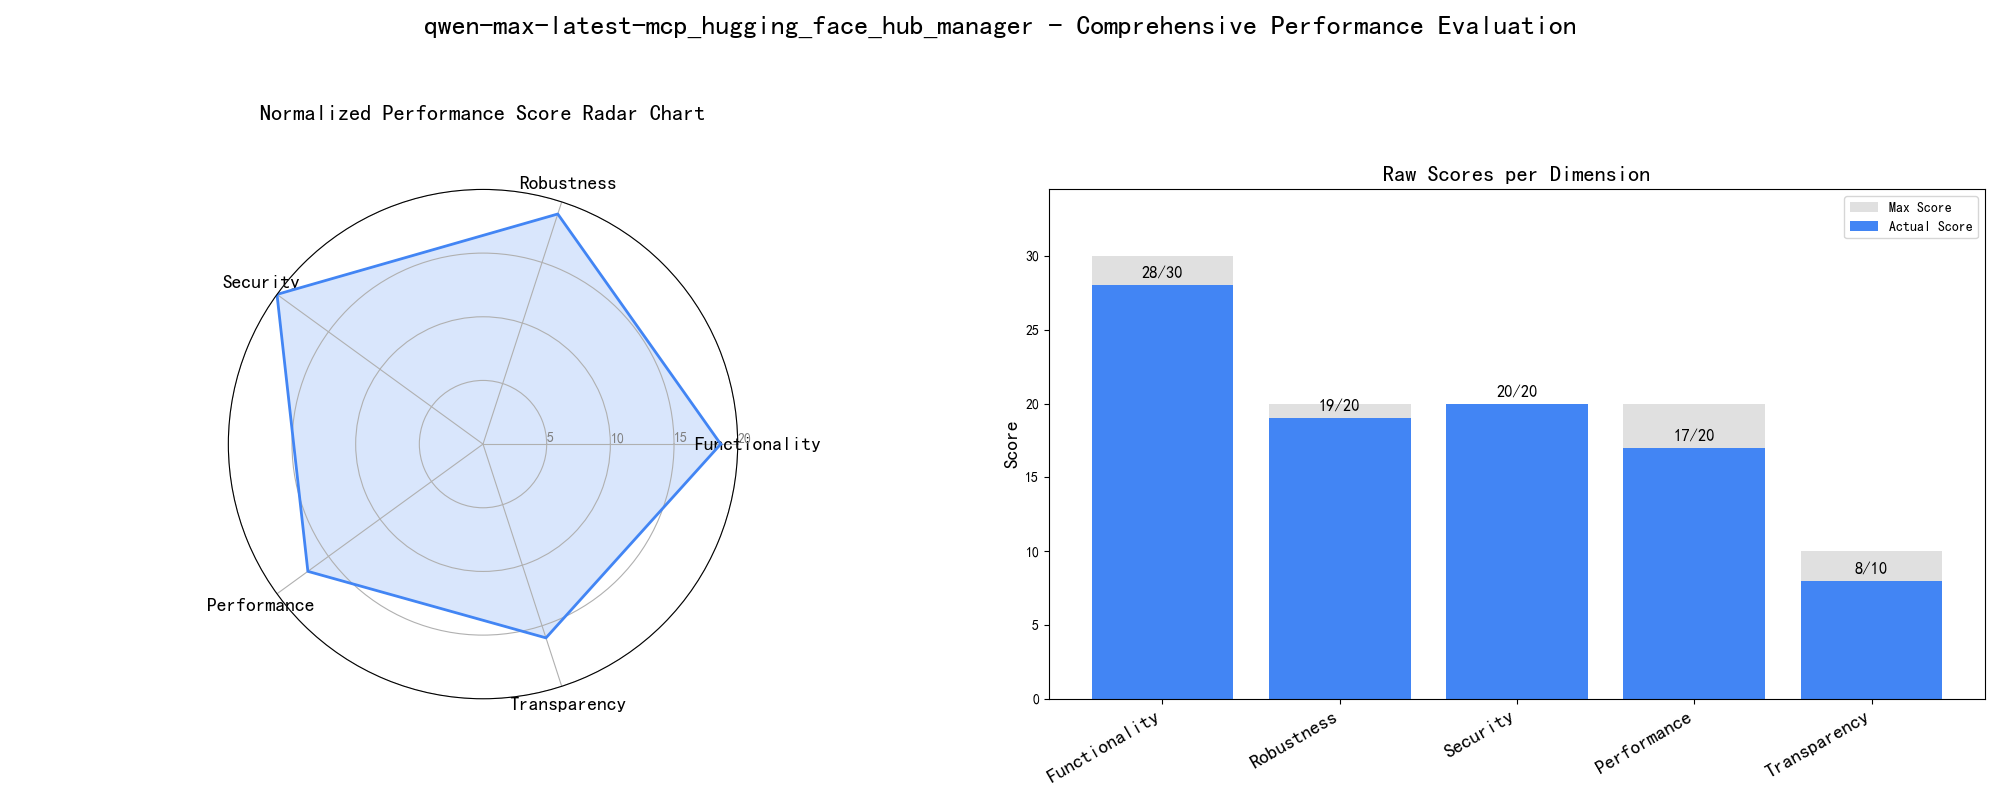 qwen-max-latest-mcp_hugging_face_hub_manager - Comprehensive Performance Evaluation
Normalized Performance Score Radar Chart
Robustness
Security
Functionality
5
10
15
20
Performance
Transparency
Raw Scores per Dimension
Max Score
Actual Score
Score
30
25
20
15
10
5
0
28/30
19/20
20/20
17/20
8/10
Functionality
Robustness
Security
Performance
Transparency